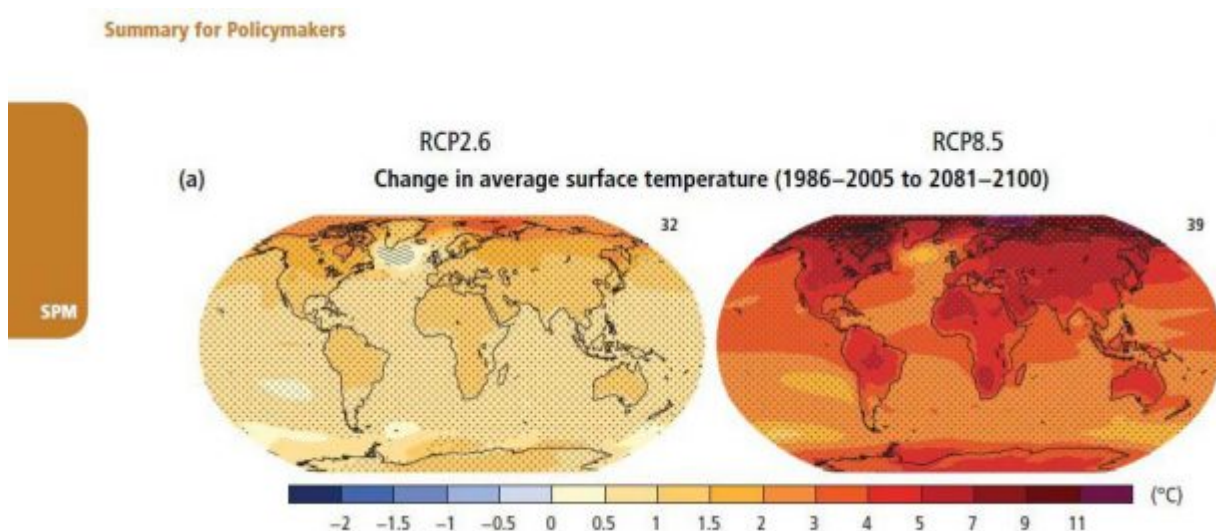 Summary for Policymakers
RCP2.6 RCP8.5
(a) Change in average surface temperature (1986–2005 to 2081–2100)
32 39
SPM
(°C)
−2 −1.5 −1 −0.5 0 0.5 1 1.5 2 3 4 5 7 9 11